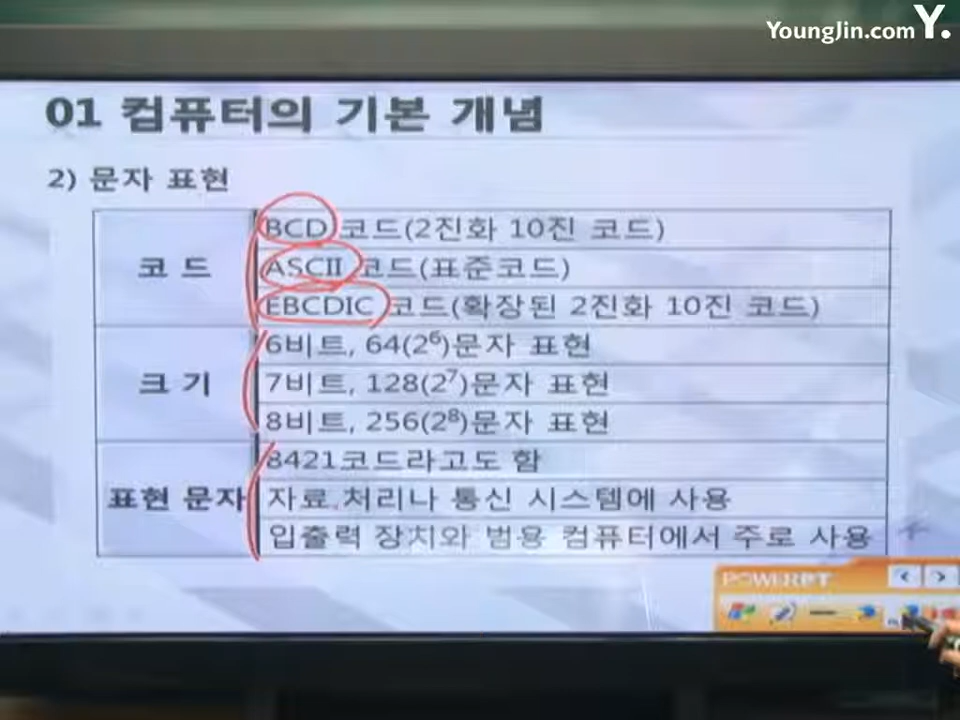 YoungJin.com Y.
01 컴퓨터의 기본 개념
2) 문자 표현
코드
BCD 코드(2진화 10진 코드)
ASCII 코드(표준코드)
EBCDIC 코드(확장된 2진화 10진 코드)
크기
6비트, 64(2⁶)문자 표현
7비트, 128(2⁷)문자 표현
8비트, 256(2⁸)문자 표현
표현 문자
8421코드라고도 함
자료 처리나 통신 시스템에 사용
입출력 장치와 범용 컴퓨터에서 주로 사용
POWERPT